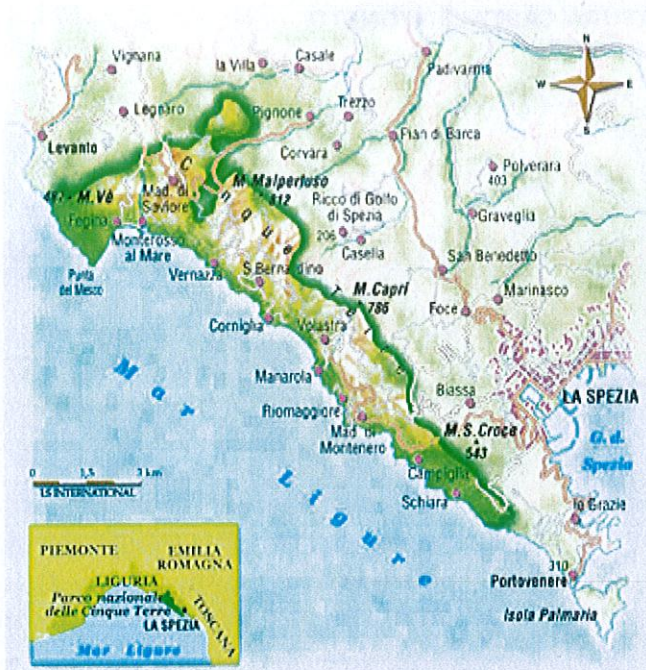 N
W
E
S
Vignana
la Villa
Casale
Padivarma
Legnaro
Pignone
Trezzo
Levanto
Corvara
Pian di Barca
Polverara
403
C i n q u e
T e r r e
M. Malpertuso
812
M. Vè
Mad. di
Saviore
Fegina
Ricco di Golfo
di Spezia
206
Casella
Graveglia
Monterosso
al Mare
Punta
del Mesco
Vernazza
S. Bernardino
San Benedetto
Marinasco
M. Capri
786
Foce
Corniglia
Volastra
Manarola
Biassa
LA SPEZIA
Riomaggiore
Mad. di
Montenero
M.S.Croce
543
G. d.
Spezia
Campiglia
Schiara
le Grazie
Mar
Ligure
0 1,5 3 km
LS INTERNATIONAL
310
Portovenere
Isola Palmaria
PIEMONTE
EMILIA
ROMAGNA
LIGURIA
Parco nazionale
delle Cinque Terre
TOSCANA
LA SPEZIA
Mar Ligure